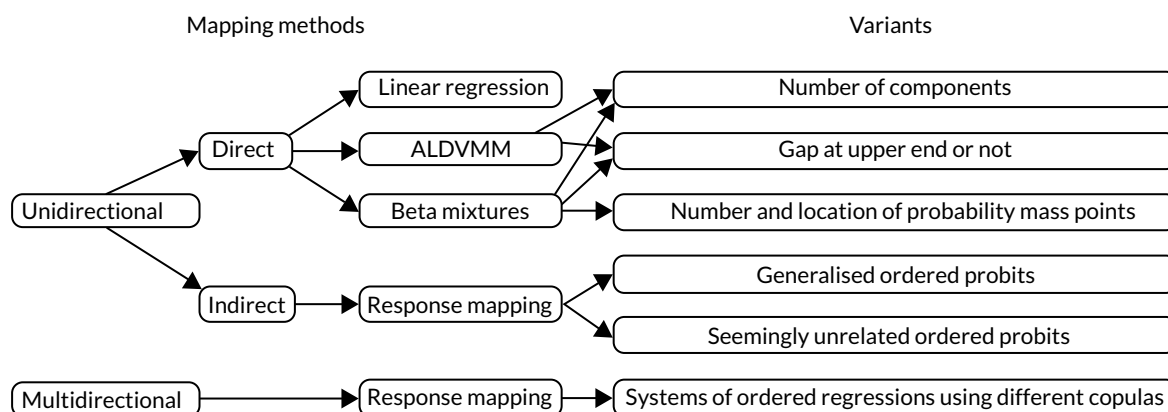 Mapping methods
Variants
Linear regression
Number of components
Direct
ALDVMM
Gap at upper end or not
Unidirectional
Beta mixtures
Number and location of probability mass points
Generalised ordered probits
Indirect
Response mapping
Seemingly unrelated ordered probits
Multidirectional
Response mapping
Systems of ordered regressions using different copulas